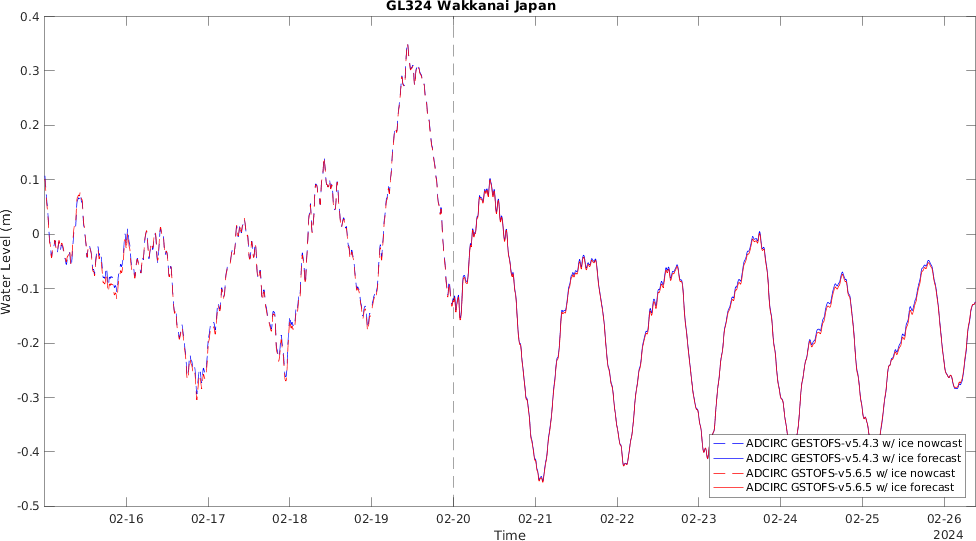 GL324 Wakkanai Japan
0.4
0.3
0.2
0.1
0
-0.1
-0.2
-0.3
-0.4
-0.5
Water Level (m)
ADCIRC GESTOFS-v5.4.3 w/ ice nowcast
ADCIRC GESTOFS-v5.4.3 w/ ice forecast
ADCIRC GSTOFS-v5.6.5 w/ ice nowcast
ADCIRC GSTOFS-v5.6.5 w/ ice forecast
02-16 02-17 02-18 02-19 02-20 02-21 02-22 02-23 02-24 02-25 02-26
Time 2024